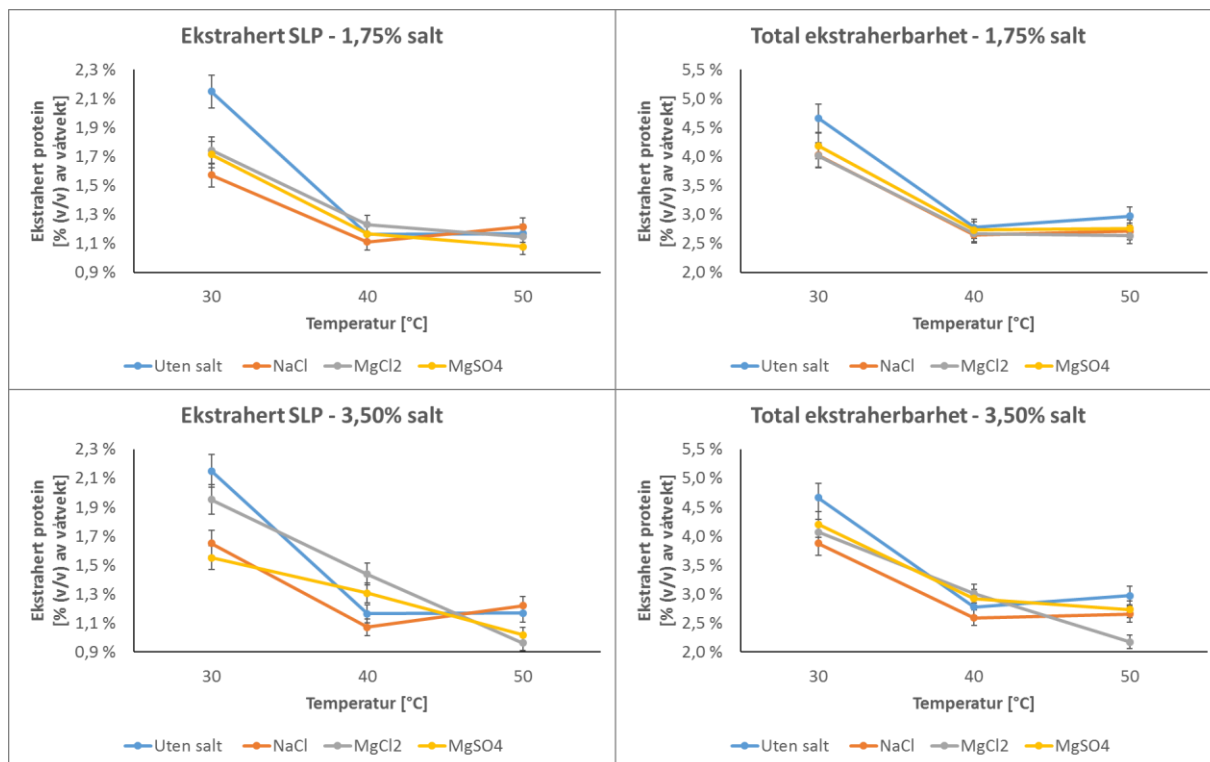 Ekstrahert SLP - 1,75% salt
Ekstrahert protein
[% (v/v) av våtvekt]
2,3 %
2,1 %
1,9 %
1,7 %
1,5 %
1,3 %
1,1 %
0,9 %
30 40 50
Temperatur [°C]
Uten salt NaCl MgCl2 MgSO4
Total ekstraherbarhet - 1,75% salt
Ekstrahert protein
[% (v/v) av våtvekt]
5,5 %
5,0 %
4,5 %
4,0 %
3,5 %
3,0 %
2,5 %
2,0 %
30 40 50
Temperatur [°C]
Uten salt NaCl MgCl2 MgSO4
Ekstrahert SLP - 3,50% salt
Ekstrahert protein
[% (v/v) av våtvekt]
2,3 %
2,1 %
1,9 %
1,7 %
1,5 %
1,3 %
1,1 %
0,9 %
30 40 50
Temperatur [°C]
Uten salt NaCl MgCl2 MgSO4
Total ekstraherbarhet - 3,50% salt
Ekstrahert protein
[% (v/v) av våtvekt]
5,5 %
5,0 %
4,5 %
4,0 %
3,5 %
3,0 %
2,5 %
2,0 %
30 40 50
Temperatur [°C]
Uten salt NaCl MgCl2 MgSO4